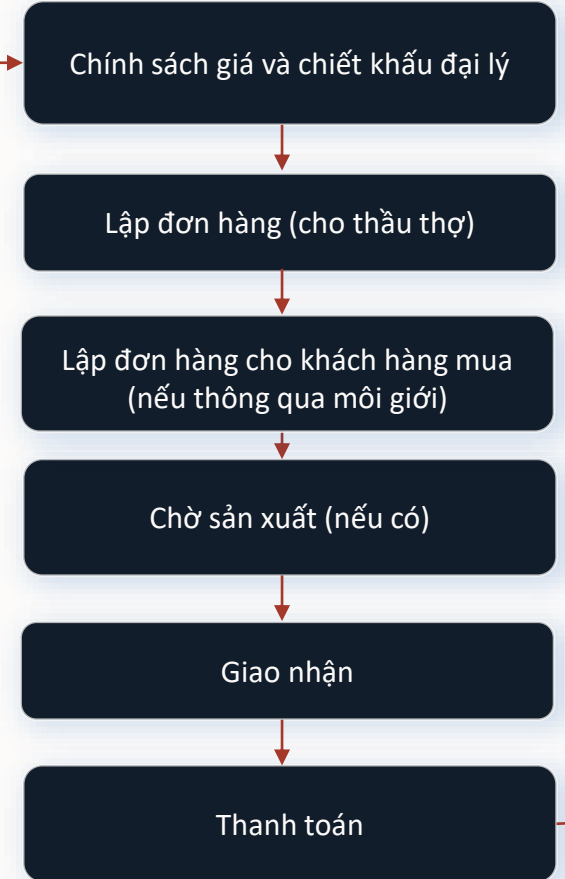 Chính sách giá và chiết khấu đại lý
Lập đơn hàng (cho thầu thợ)
Lập đơn hàng cho khách hàng mua
(nếu thông qua môi giới)
Chờ sản xuất (nếu có)
Giao nhận
Thanh toán